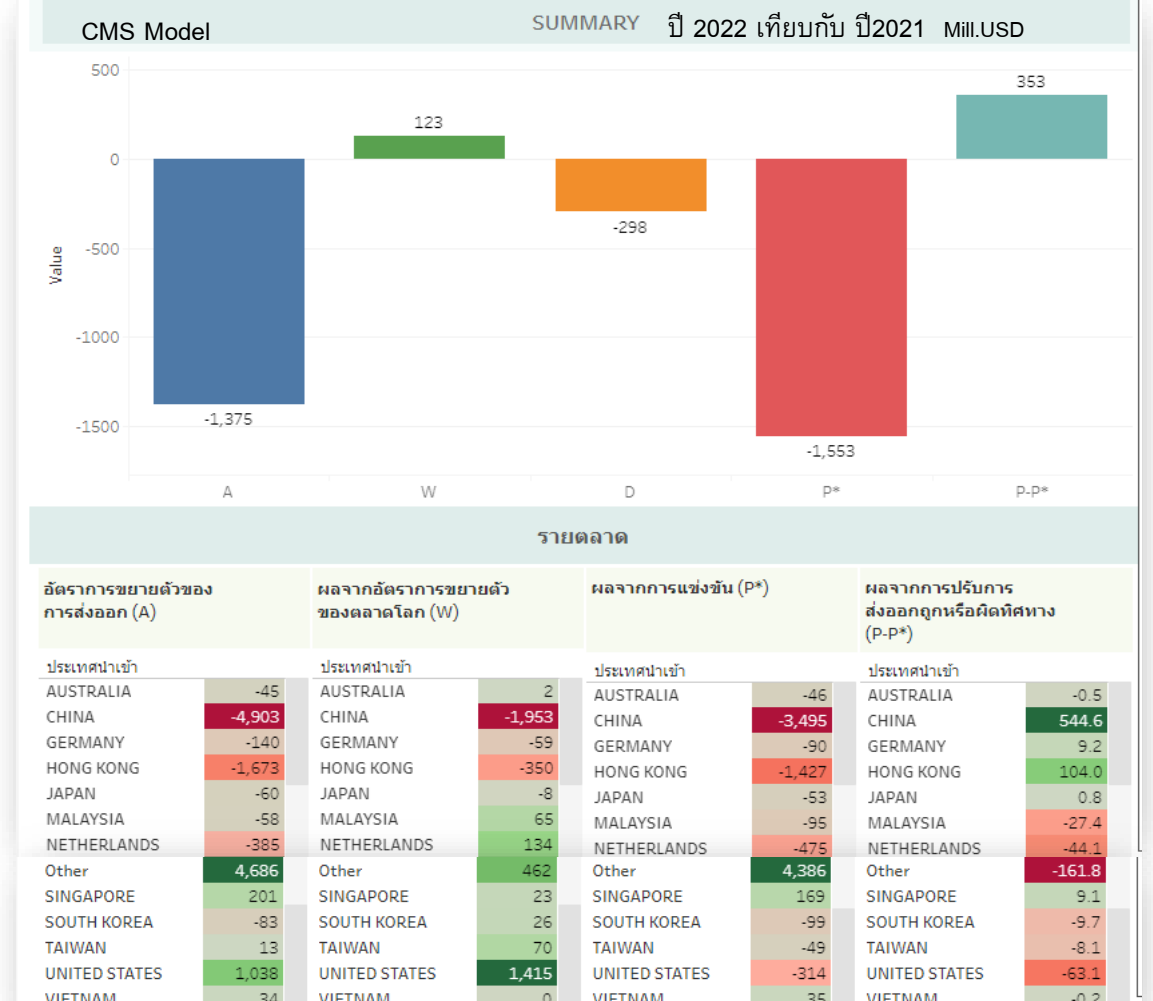 CMS Model SUMMARY ปี 2022 เทียบกับ ปี2021 Mill.USD
500
0
-500
-1000
-1500
Value
-1,375
123
-298
-1,553
353
A W D P* P-P*
รายตลาด
อัตราการขยายตัวของ
การส่งออก (A)
ประเทศนำเข้า
AUSTRALIA -45
CHINA -4,903
GERMANY -140
HONG KONG -1,673
JAPAN -60
MALAYSIA -58
NETHERLANDS -385
Other 4,686
SINGAPORE 201
SOUTH KOREA -83
TAIWAN 13
UNITED STATES 1,038
VIETNAM 34
ผลจากอัตราการขยายตัว
ของตลาดโลก (W)
ประเทศนำเข้า
AUSTRALIA 2
CHINA -1,953
GERMANY -59
HONG KONG -350
JAPAN -8
MALAYSIA 65
NETHERLANDS 134
Other 462
SINGAPORE 23
SOUTH KOREA 26
TAIWAN 70
UNITED STATES 1,415
VIETNAM 0
ผลจากการแข่งขัน (P*)
ประเทศนำเข้า
AUSTRALIA -46
CHINA -3,495
GERMANY -90
HONG KONG -1,427
JAPAN -53
MALAYSIA -95
NETHERLANDS -475
Other 4,386
SINGAPORE 169
SOUTH KOREA -99
TAIWAN -49
UNITED STATES -314
VIETNAM 35
ผลจากการปรับการ
ส่งออกถูกหรือผิดทิศทาง
(P-P*)
ประเทศนำเข้า
AUSTRALIA -0.5
CHINA 544.6
GERMANY 9.2
HONG KONG 104.0
JAPAN 0.8
MALAYSIA -27.4
NETHERLANDS -44.1
Other -161.8
SINGAPORE 9.1
SOUTH KOREA -9.7
TAIWAN -8.1
UNITED STATES -63.1
VIETNAM -0.2